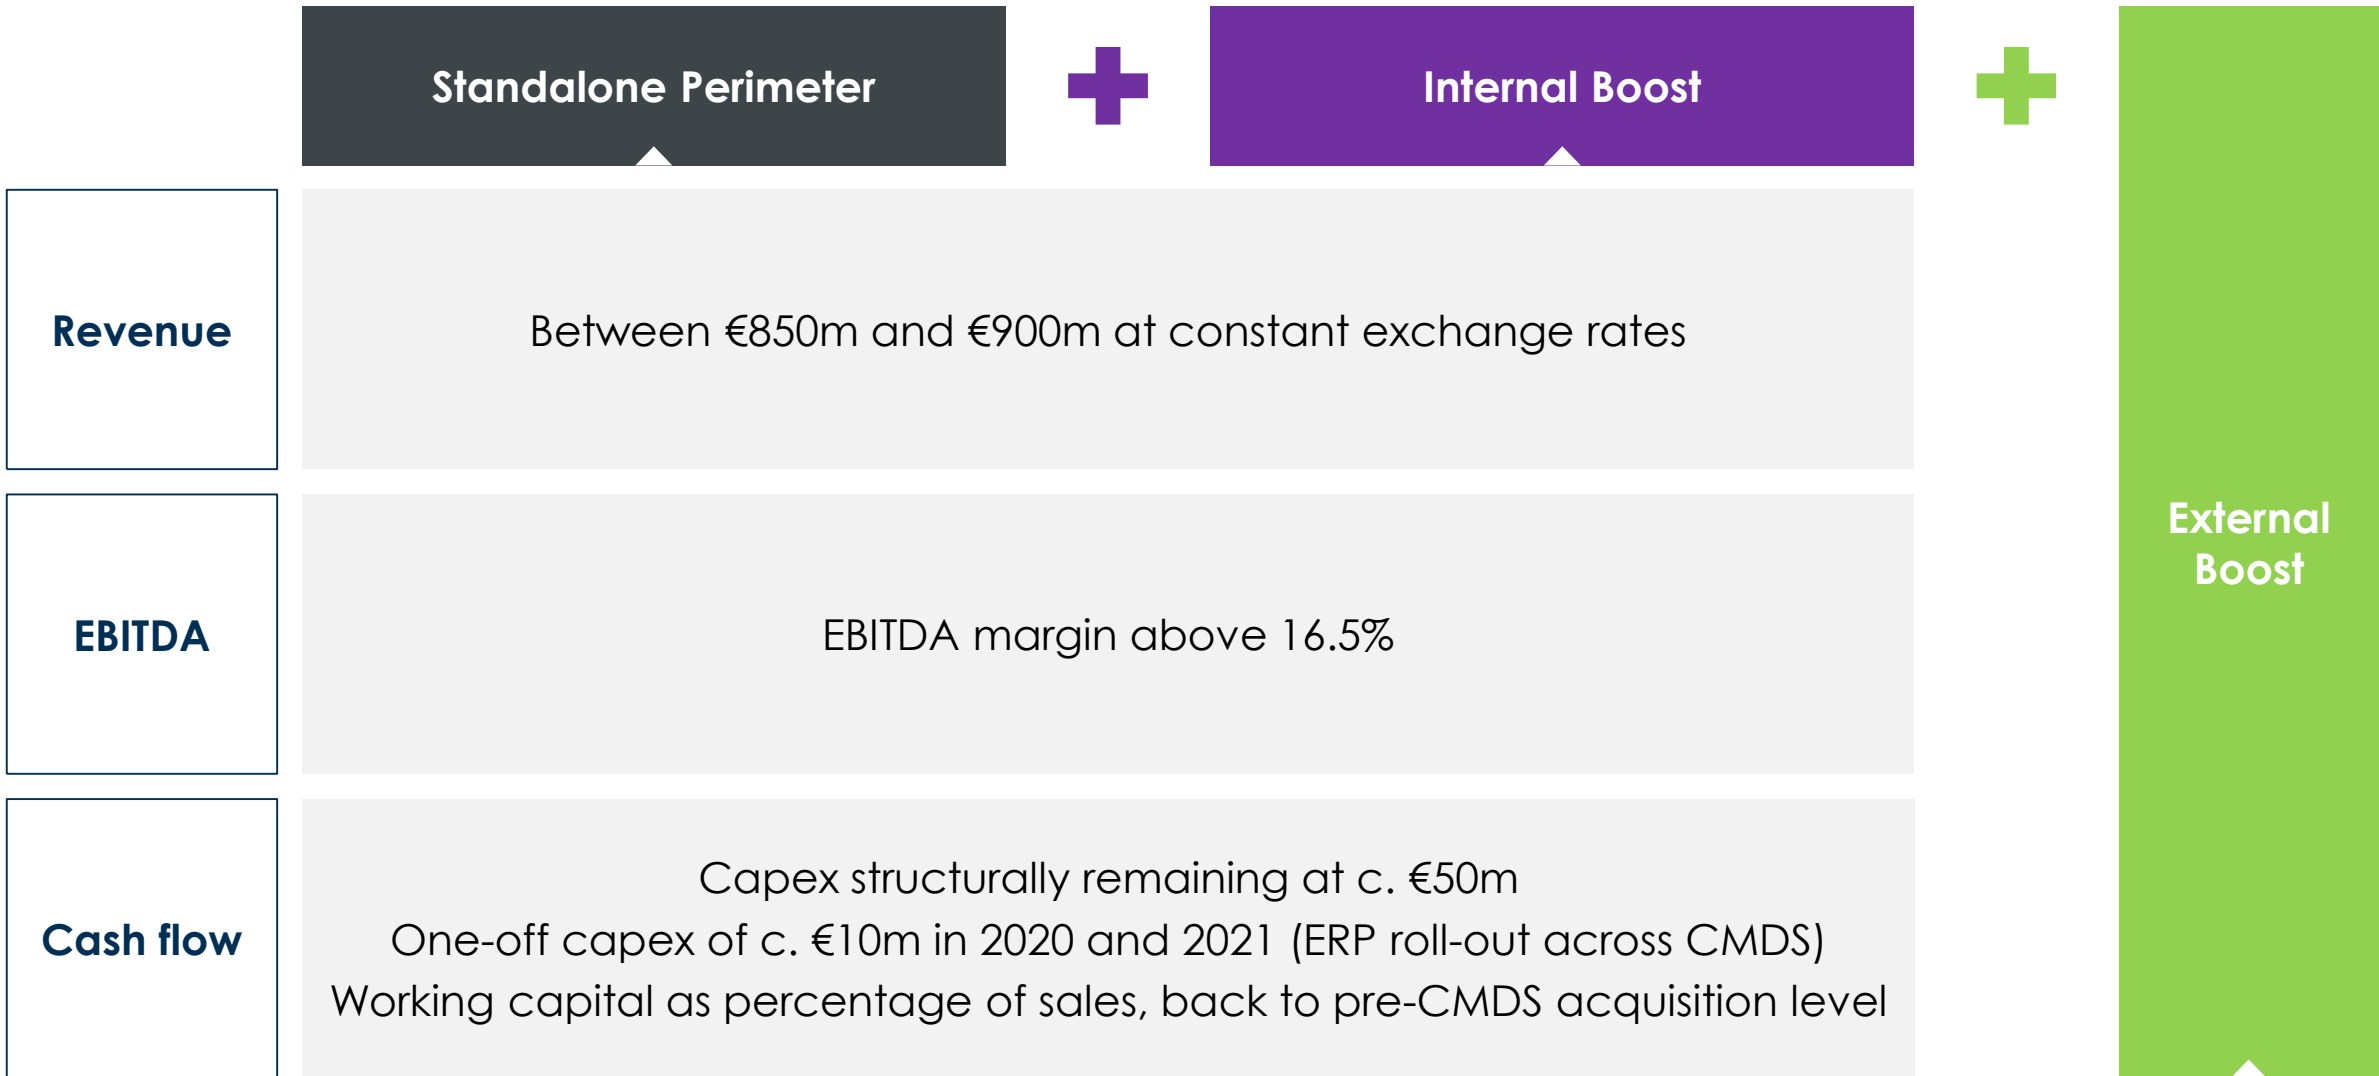 Standalone Perimeter
Internal Boost
Revenue
Between €850m and €900m at constant exchange rates
EBITDA
EBITDA margin above 16.5%
External
Boost
Cash flow
Capex structurally remaining at c. €50m
One-off capex of c. €10m in 2020 and 2021 (ERP roll-out across CMDS)
Working capital as percentage of sales, back to pre-CMDS acquisition level